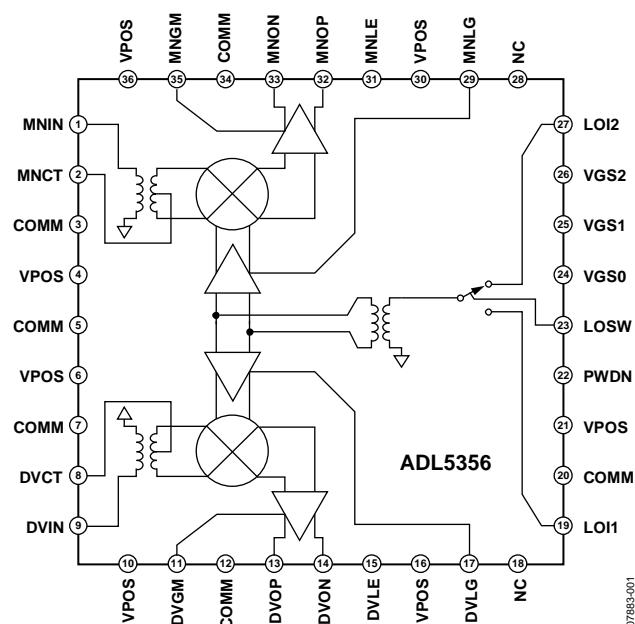 VPOS
MNGM
COMM
MNON
MNOP
MNLE
VPOS
MNLG
NC
36
35
34
33
32
31
30
29
28
MNIN 1
MNCT 2
COMM 3
VPOS 4
COMM 5
VPOS 6
COMM 7
DVCT 8
DVIN 9
27 LOI2
26 VGS2
25 VGS1
24 VGS0
23 LOSW
22 PWDN
21 VPOS
20 COMM
19 LOI1
ADL5356
10
11
12
13
14
15
16
17
18
VPOS
DVGM
COMM
DVOP
DVON
DVLE
VPOS
DVLG
NC
07883-001